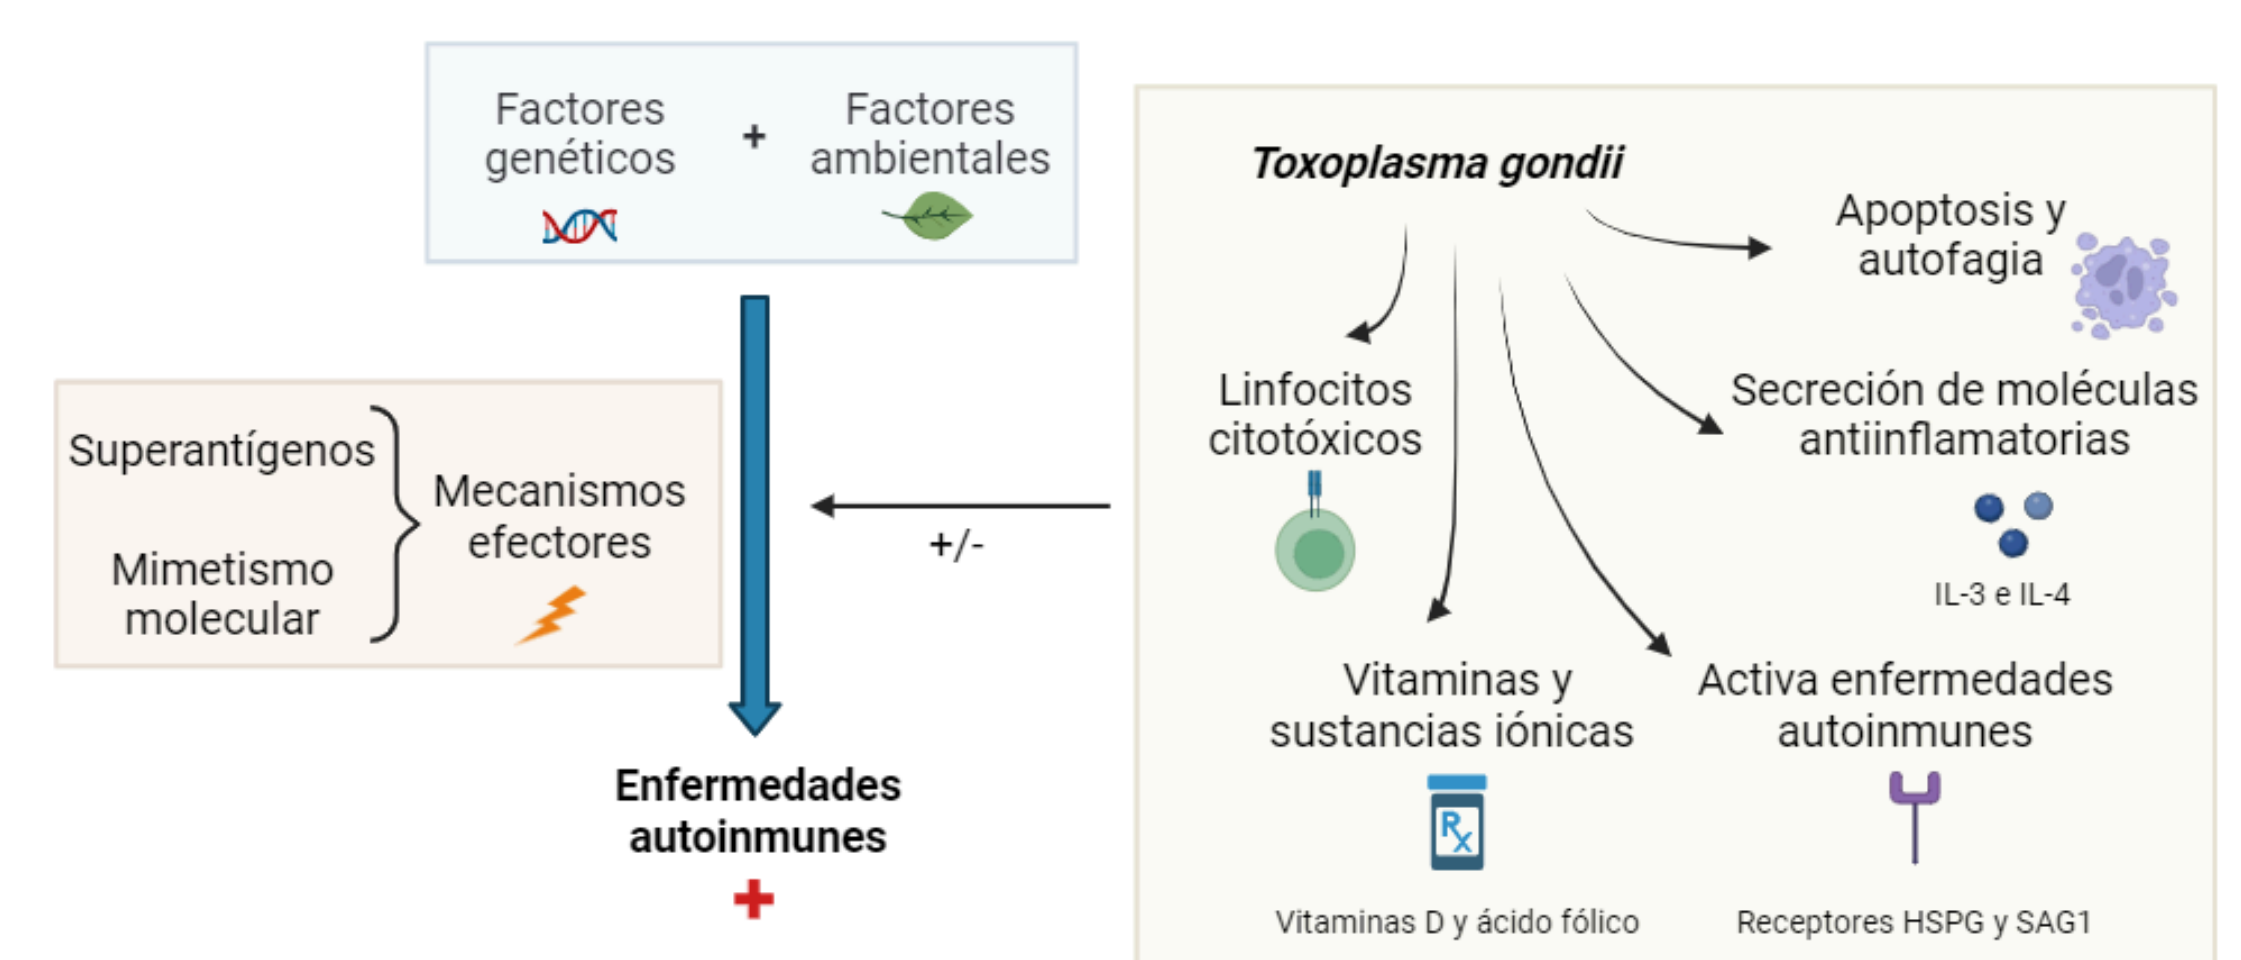 Factores
genéticos
+
Factores
ambientales
Superantígenos
Mimetismo
molecular
Mecanismos
efectores
+/-
Enfermedades
autoinmunes
Toxoplasma gondii
Apoptosis y
autofagia
Linfocitos
citotóxicos
Secreción de moléculas
antiinflamatorias
IL-3 e IL-4
Vitaminas y
sustancias iónicas
Rx
Vitaminas D y ácido fólico
Activa enfermedades
autoinmunes
Receptores HSPG y SAG1